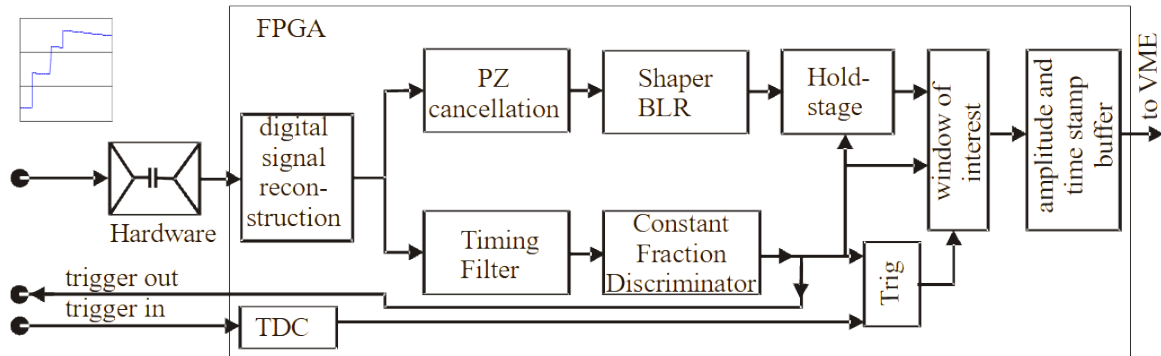 FPGA
PZ
cancellation
Shaper
BLR
Hold-
stage
window of
interest
amplitude and
time stamp
buffer
to VME
digital
signal
recon-
struction
Hardware
Timing
Filter
Constant
Fraction
Discriminator
Trig
trigger out
trigger in
TDC